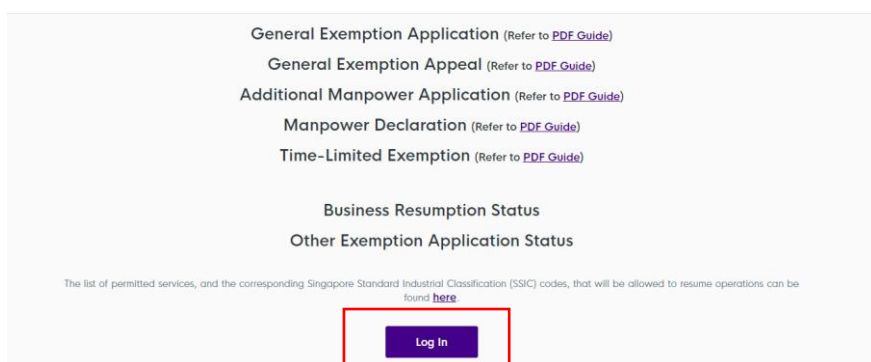 General Exemption Application (Refer to PDF Guide)
General Exemption Appeal (Refer to PDF Guide)
Additional Manpower Application (Refer to PDF Guide)
Manpower Declaration (Refer to PDF Guide)
Time-Limited Exemption (Refer to PDF Guide)
Business Resumption Status
Other Exemption Application Status
The list of permitted services, and the corresponding Singapore Standard Industrial Classification (SSIC) codes, that will be allowed to resume operations can be
found here.
Log In